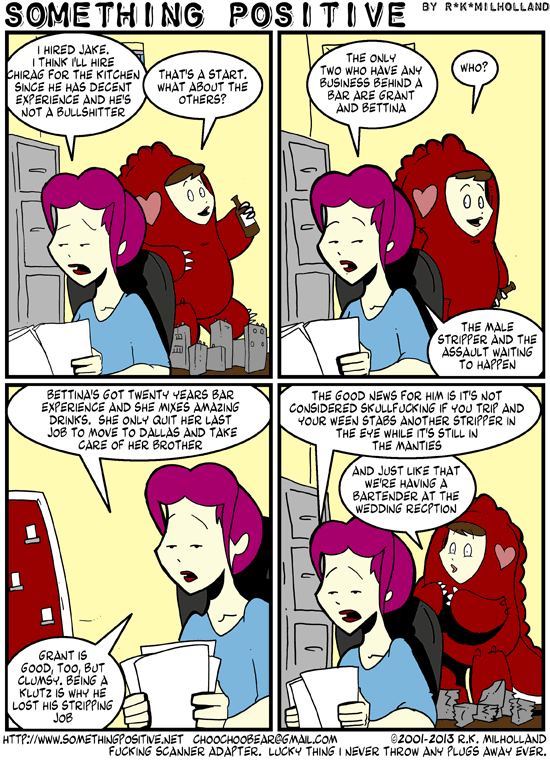 SOMETHING POSITIVE BY R*K*MILHOLLAND
I HIRED JAKE.
I THINK I'LL HIRE
CHIRAG FOR THE KITCHEN
SINCE HE HAS DECENT
EXPERIENCE AND HE'S
NOT A BULLSHITTER
THAT'S A START.
WHAT ABOUT THE
OTHERS?
THE ONLY
TWO WHO HAVE ANY
BUSINESS BEHIND A
BAR ARE GRANT
AND BETTINA
WHO?
THE MALE
STRIPPER AND THE
ASSAULT WAITING
TO HAPPEN
BETTINA'S GOT TWENTY YEARS BAR
EXPERIENCE AND SHE MIXES AMAZING
DRINKS. SHE ONLY QUIT HER LAST
JOB TO MOVE TO DALLAS AND TAKE
CARE OF HER BROTHER
GRANT IS
GOOD, TOO, BUT
CLUMSY. BEING A
KLUTZ IS WHY HE
LOST HIS STRIPPING
JOB
THE GOOD NEWS FOR HIM IS IT'S NOT
CONSIDERED SKULLFUCKING IF YOU TRIP AND
YOUR WEEN STABS ANOTHER STRIPPER IN
THE EYE WHILE IT'S STILL IN
THE MANTIES
AND JUST LIKE THAT
WE'RE HAVING A
BARTENDER AT THE
WEDDING RECPTION
HTTP://WWW.SOMETHINGPOSITIVE.NET CHOOCHOOBEAR@GMAIL.COM ©2001-2013 R.K. MILHOLLAND
FUCKING SCANNER ADAPTER. LUCKY THING I NEVER THROW ANY PLUGS AWAY EVER.